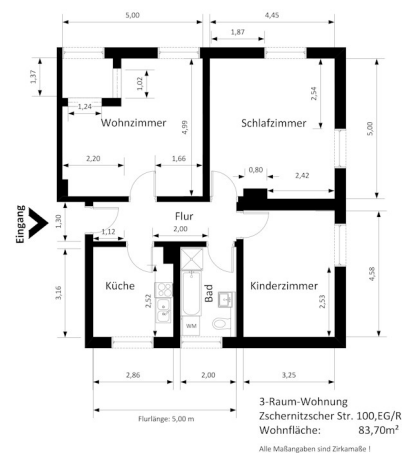 5,00
4,45
1,87
1,37
1,02
2,54
1,24
Wohnzimmer
4,99
Schlafzimmer
5,00
2,20
1,66
0,80
2,42
Eingang
1,30
Flur
1,12
2,00
Küche
Bad
Kinderzimmer
4,58
3,16
2,52
2,53
WM
2,86
2,00
3,25
Flurlänge: 5,00 m
3-Raum-Wohnung
Zschernitzscher Str. 100,EG/R
Wohnfläche: 83,70m²
Alle Maßangaben sind Zirkamaße !